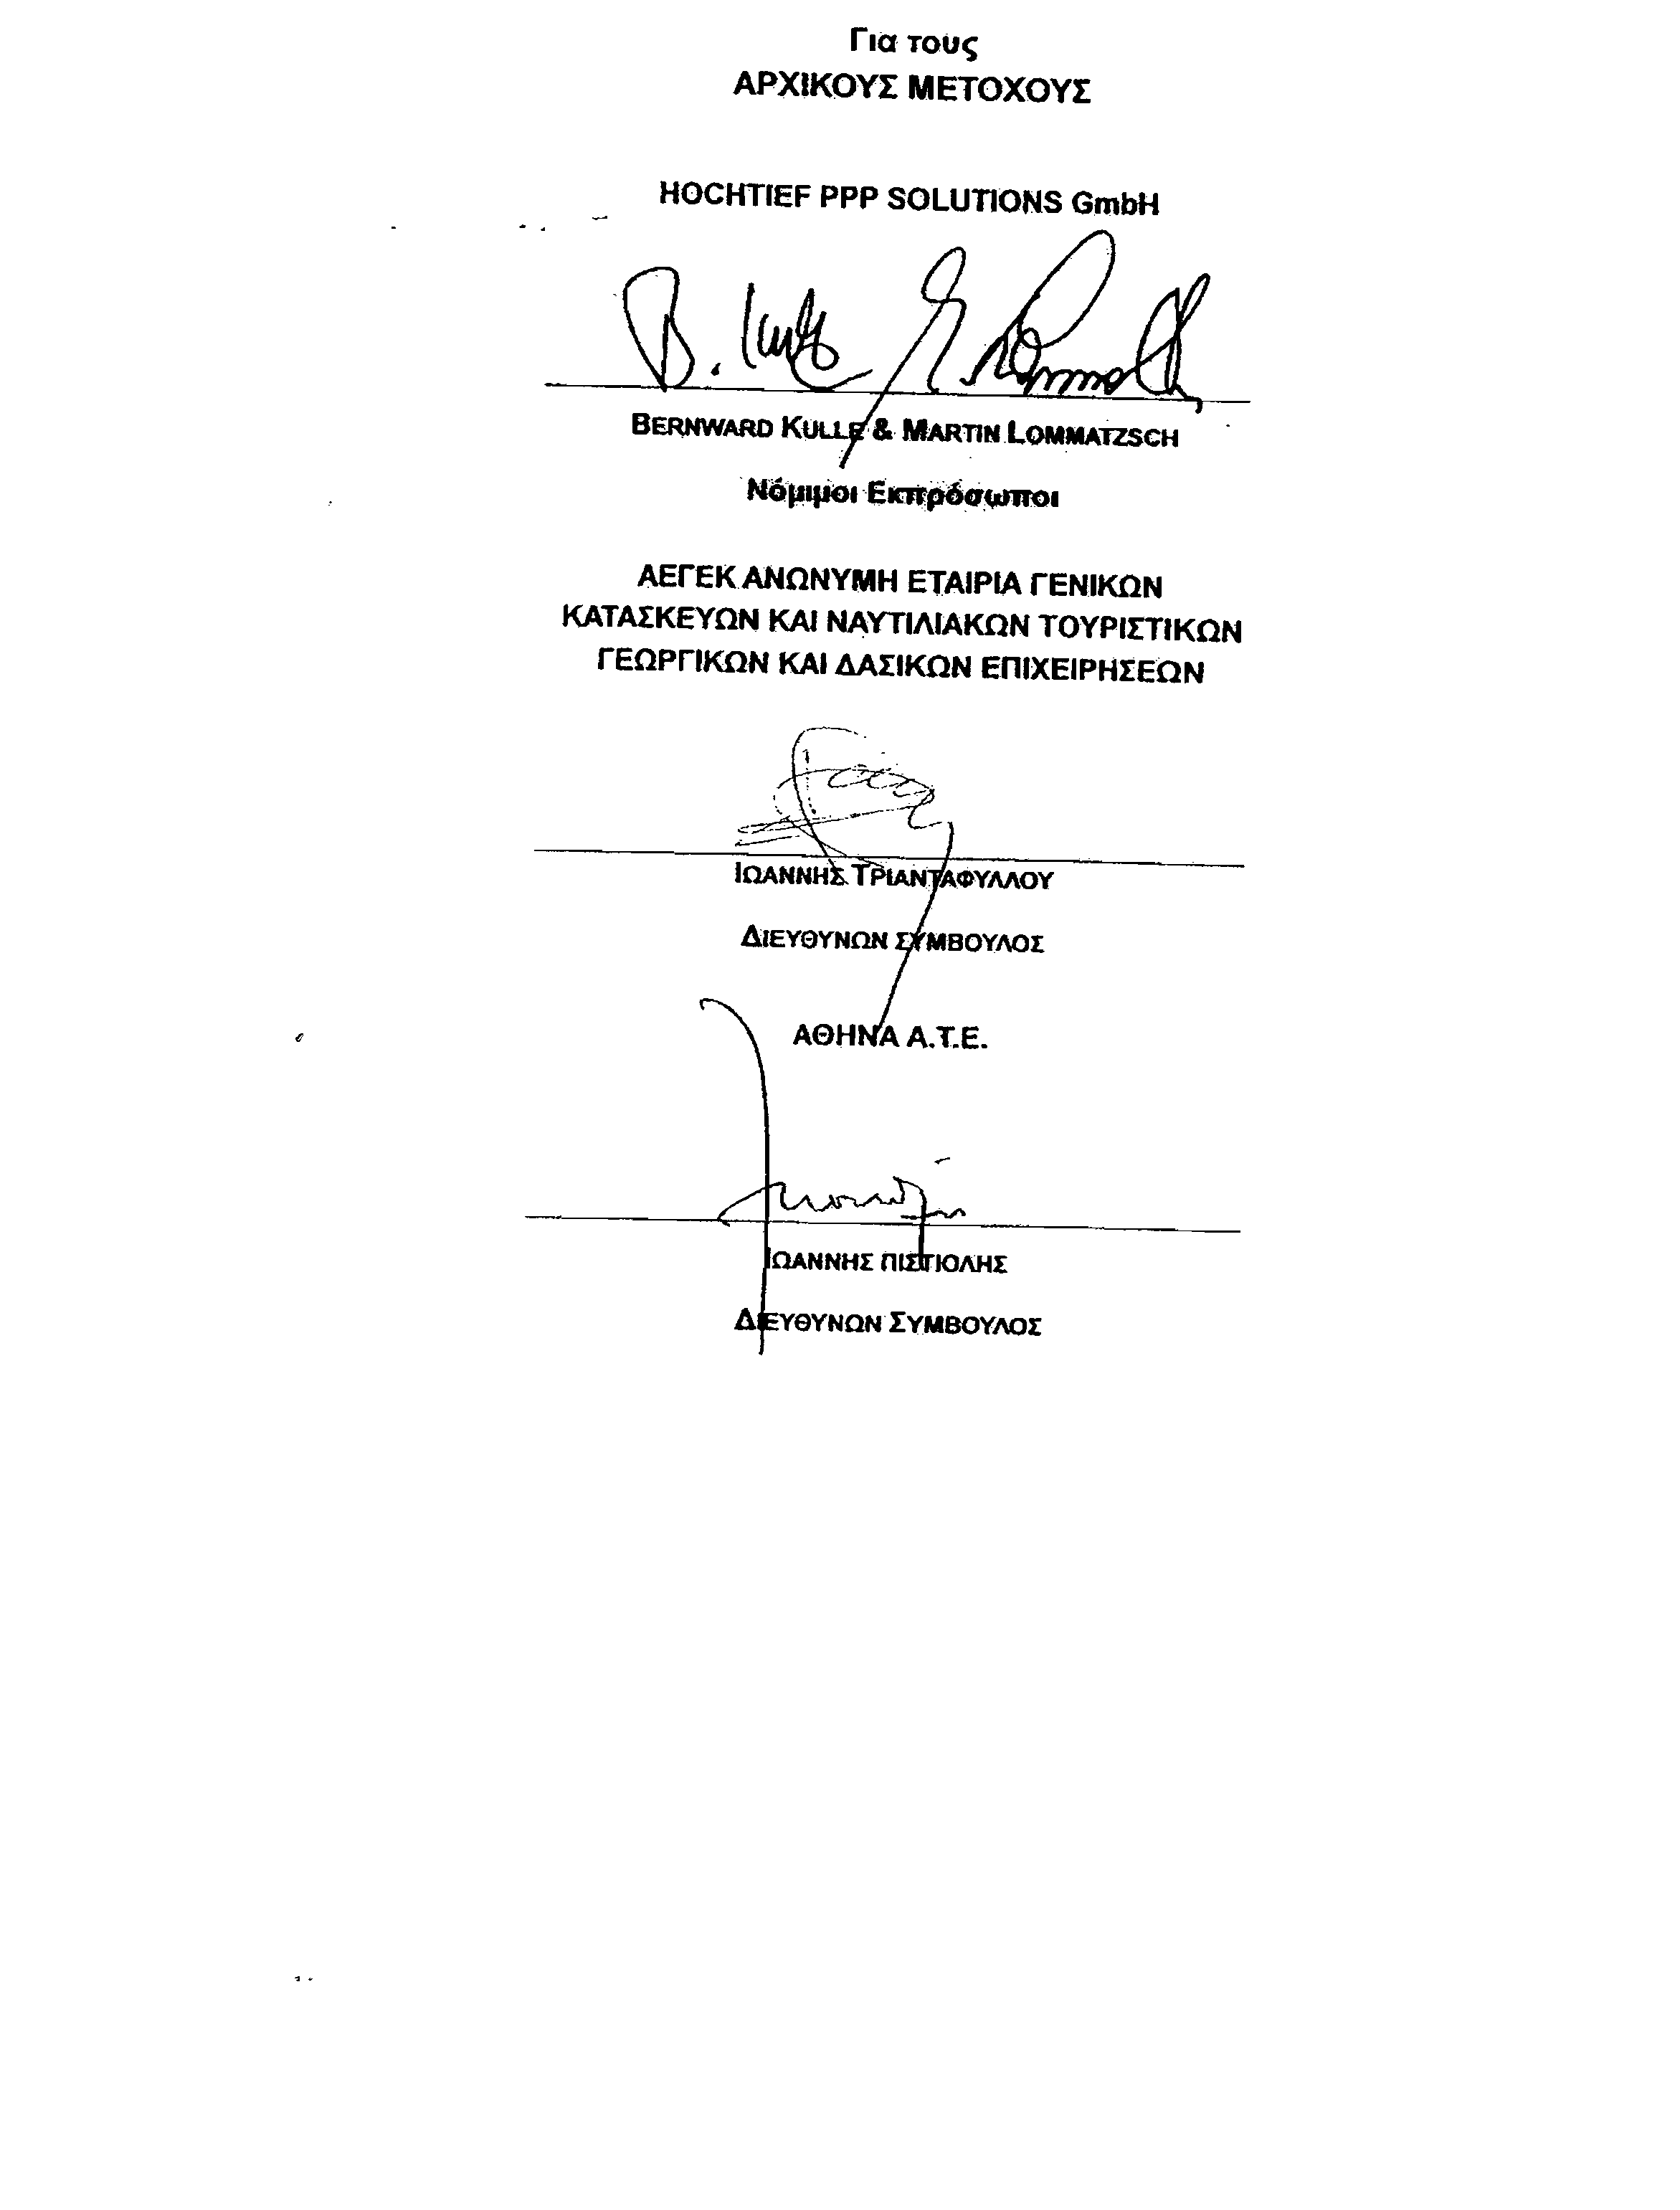 Για τους
ΑΡΧΙΚΟΥΣ ΜΕΤΟΧΟΥΣ
HOCHTIEF PPP SOLUTIONS GmbH
B. Kulle
BERNWARD KULLE & MARTIN LOMMATZSCH
Νόμιμοι Εκπρόσωποι
ΑΕΓΕΚ ΑΝΩΝΥΜΗ ΕΤΑΙΡΙΑ ΓΕΝΙΚΩΝ
ΚΑΤΑΣΚΕΥΩΝ ΚΑΙ ΝΑΥΤΙΛΙΑΚΩΝ ΤΟΥΡΙΣΤΙΚΩΝ
ΓΕΩΡΓΙΚΩΝ ΚΑΙ ΔΑΣΙΚΩΝ ΕΠΙΧΕΙΡΗΣΕΩΝ
ΙΩΑΝΝΗΣ ΤΡΙΑΝΤΑΦΥΛΛΟΥ
ΔΙΕΥΘΥΝΩΝ ΣΥΜΒΟΥΛΟΣ
ΑΘΗΝΑ Α.Τ.Ε.
ΙΩΑΝΝΗΣ ΠΙΣΤΙΟΛΗΣ
ΔΙΕΥΘΥΝΩΝ ΣΥΜΒΟΥΛΟΣ